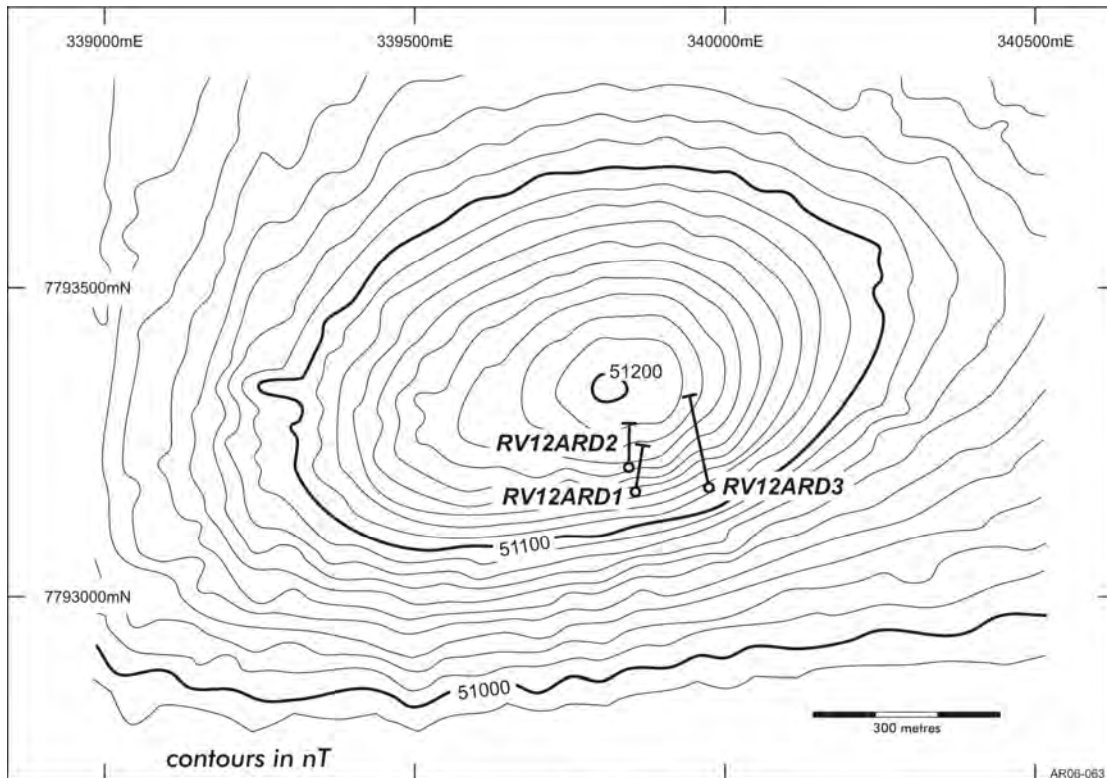 339000mE 339500mE 340000mE 340500mE
7793500mN
51200
RV12ARD2
RV12ARD1 RV12ARD3
51100
7793000mN
51000
300 metres
contours in nT
AR06-063